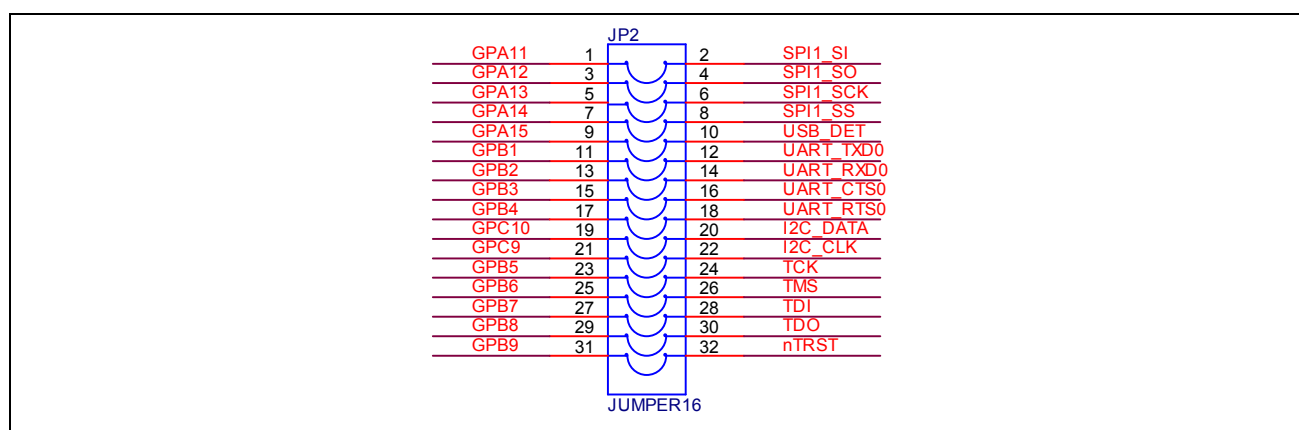 JP2
GPA11 1 2 SPI1_SI
GPA12 3 4 SPI1_SO
GPA13 5 6 SPI1_SCK
GPA14 7 8 SPI1_SS
GPA15 9 10 USB_DET
GPB1 11 12 UART_TXD0
GPB2 13 14 UART_RXD0
GPB3 15 16 UART_CTS0
GPB4 17 18 UART_RTS0
GPC10 19 20 I2C_DATA
GPC9 21 22 I2C_CLK
GPB5 23 24 TCK
GPB6 25 26 TMS
GPB7 27 28 TDI
GPB8 29 30 TDO
GPB9 31 32 nTRST
JUMPER16